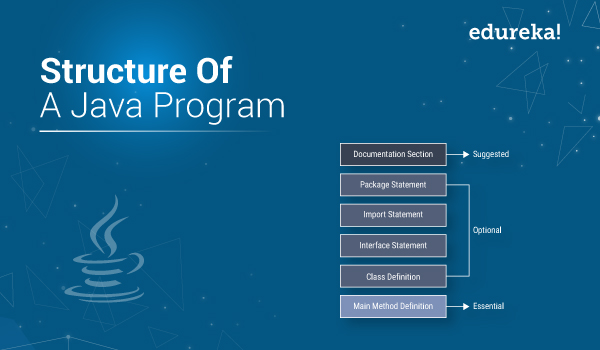 edureka!
Structure Of
A Java Program
Documentation Section
Suggested
Package Statement
Import Statement
Optional
Interface Statement
Class Definition
Main Method Definition
Essential